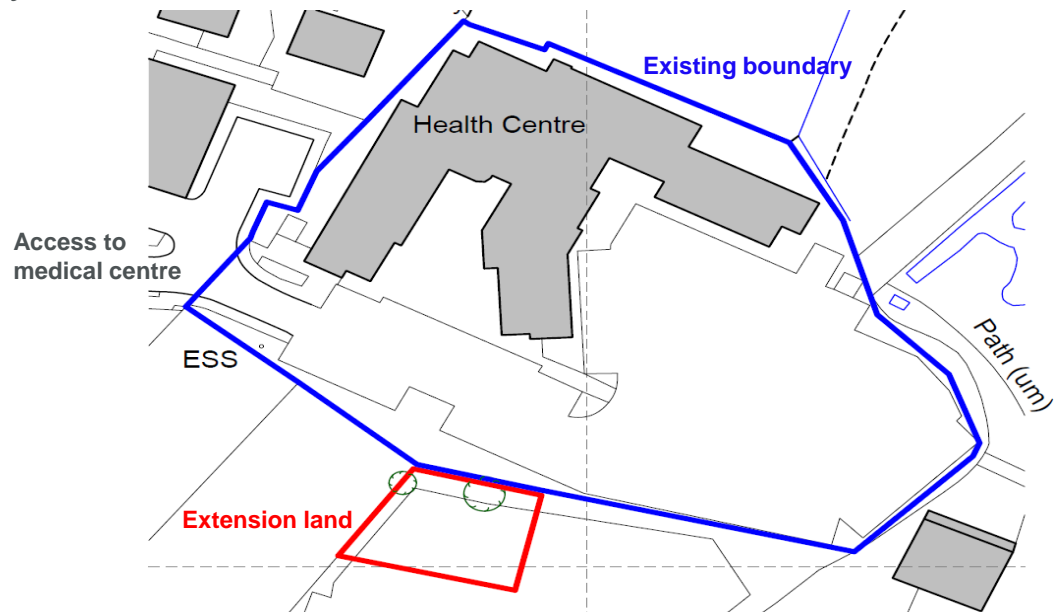 Existing boundary
Health Centre
Access to
medical centre
Path (um)
ESS
Extension land